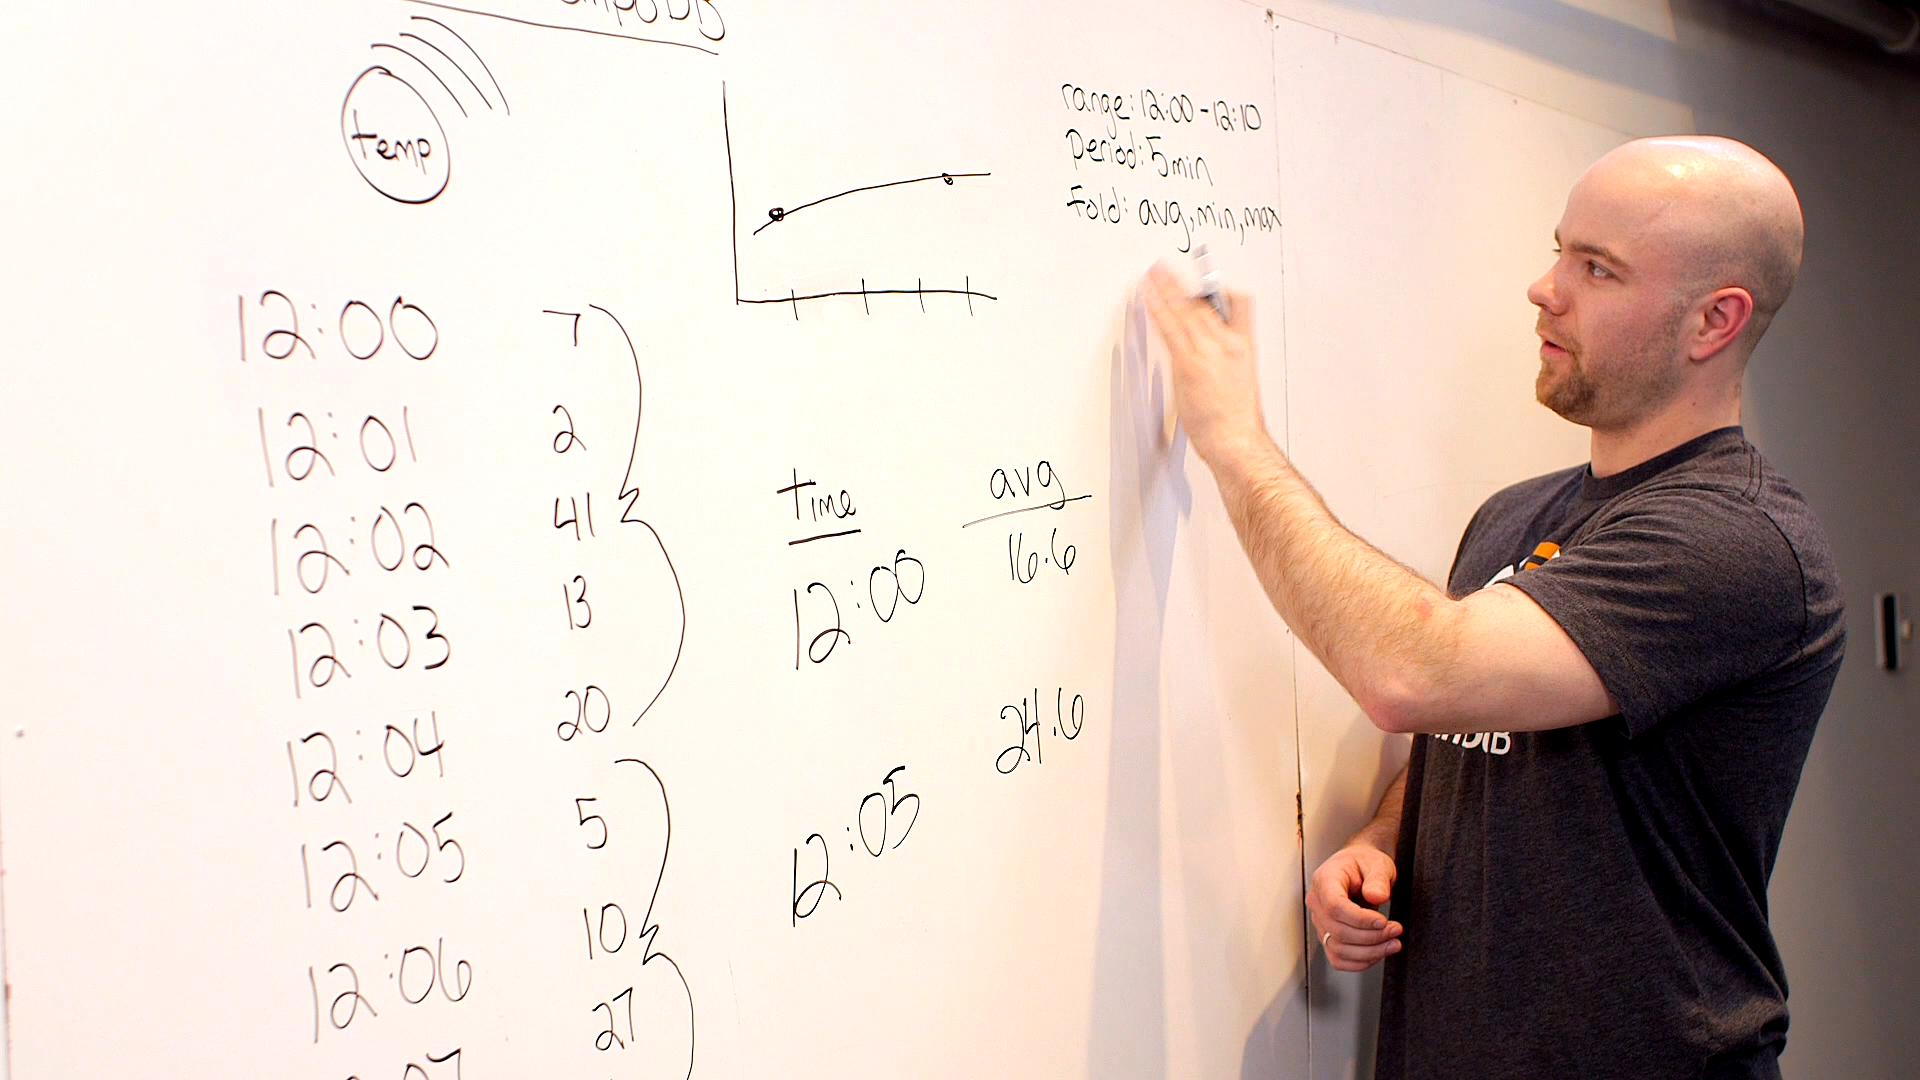 temp
range: 12:00 - 12:10
Period: 5min
Fold: avg, min, max
12:00 7
12:01 2
12:02 41
12:03 13
12:04 20
12:05 5
12:06 10
27
time avg
12:00 16.6
12:05 24.6